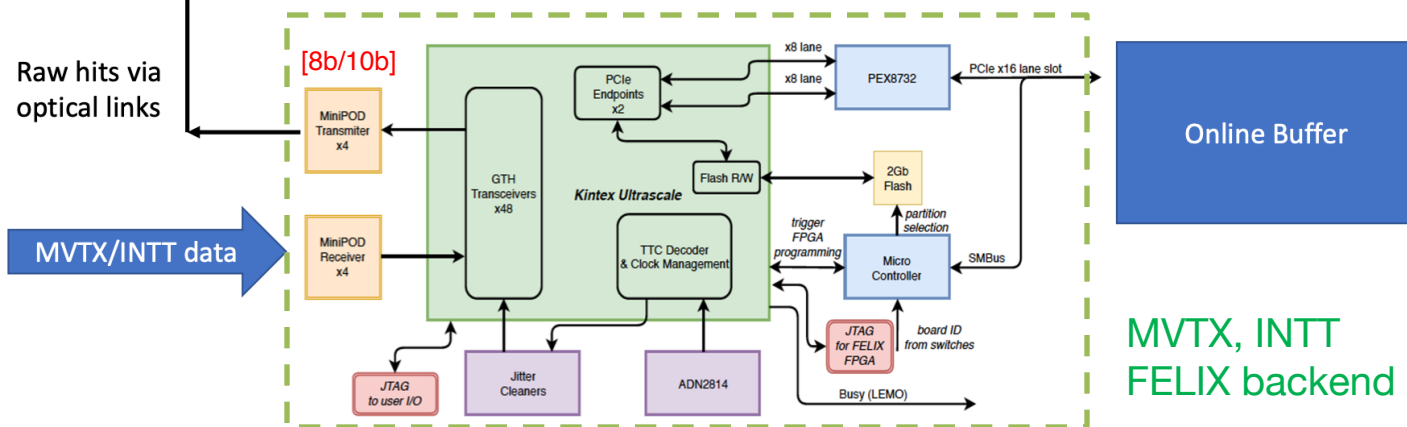 Raw hits via
optical links
[8b/10b]
MiniPOD
Transmiter
x4
MVTX/INTT data
MiniPOD
Receiver
x4
GTH
Transceivers
x48
PCIe
Endpoints
x2
Flash R/W
Kintex Ultrascale
TTC Decoder
& Clock Management
x8 lane
x8 lane
PEX8732
PCIe x16 lane slot
Online Buffer
2Gb
Flash
partition
selection
trigger
FPGA
programming
Micro
Controller
SMBus
JTAG
to user I/O
Jitter
Cleaners
ADN2814
JTAG
for FELIX
FPGA
board ID
from switches
Busy (LEMO)
MVTX, INTT
FELIX backend